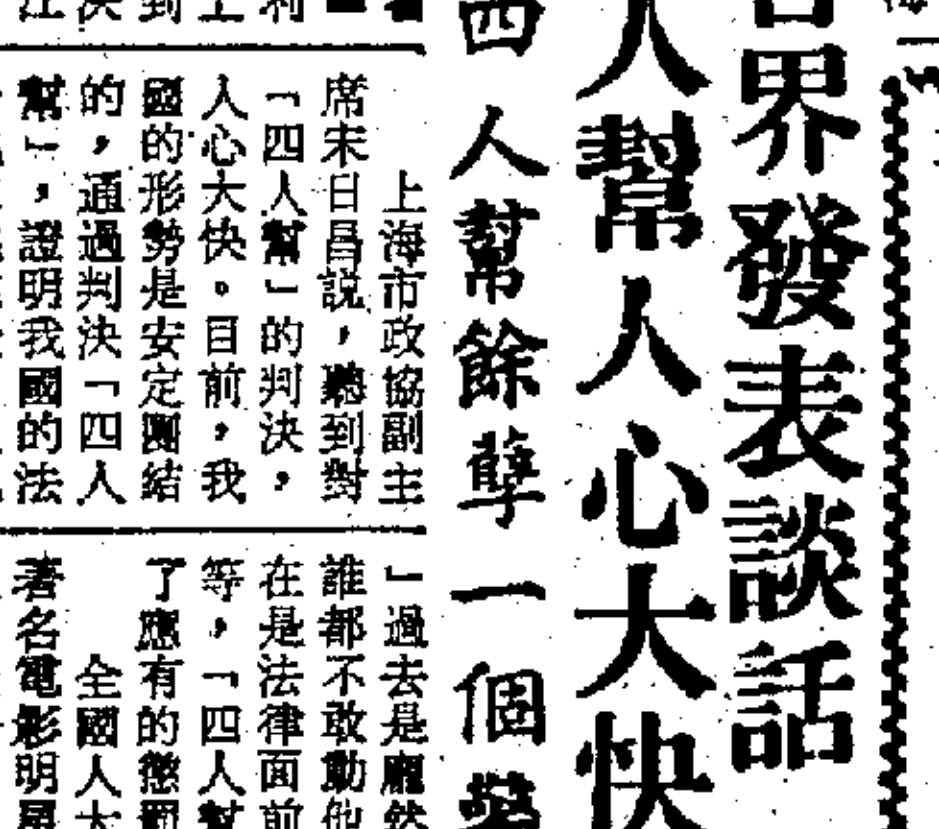 各界發表談話
人幫人心大快
四人幫餘孽一個
上海市政協副主
席宋日昌説，聽到對
「四人幫」的判決，
人心大快。目前，我
國的形勢是安定團結
的，通過判決「四人
幫」，證明我國的法
」過去是龐然
誰都不敢動他
在是法律面前
等，「四人幫
了應有的懲罰
全國人大
著名電影明星